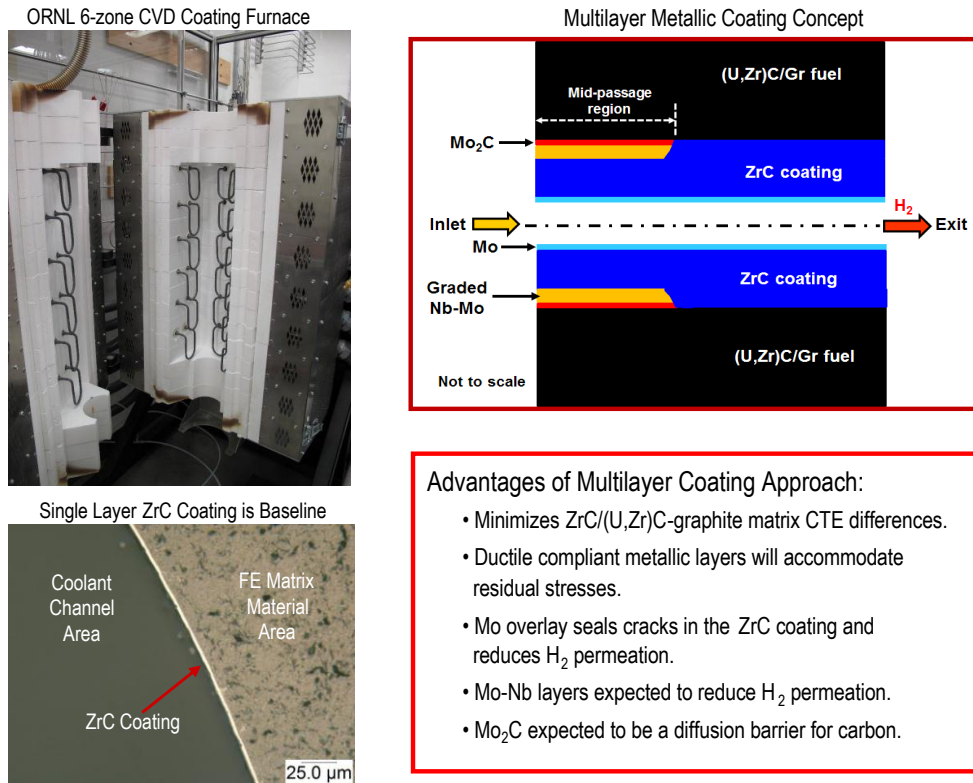 ORNL 6-zone CVD Coating Furnace
Multilayer Metallic Coating Concept
(U,Zr)C/Gr fuel
Mid-passage
region
Mo₂C
ZrC coating
H₂
Inlet
Exit
Mo
Graded
Nb-Mo
ZrC coating
(U,Zr)C/Gr fuel
Not to scale
Single Layer ZrC Coating is Baseline
Coolant
Channel
Area
FE Matrix
Material
Area
ZrC Coating
25.0 µm
Advantages of Multilayer Coating Approach:
• Minimizes ZrC/(U,Zr)C-graphite matrix CTE differences.
• Ductile compliant metallic layers will accommodate
residual stresses.
• Mo overlay seals cracks in the ZrC coating and
reduces H₂ permeation.
• Mo-Nb layers expected to reduce H₂ permeation.
• Mo₂C expected to be a diffusion barrier for carbon.